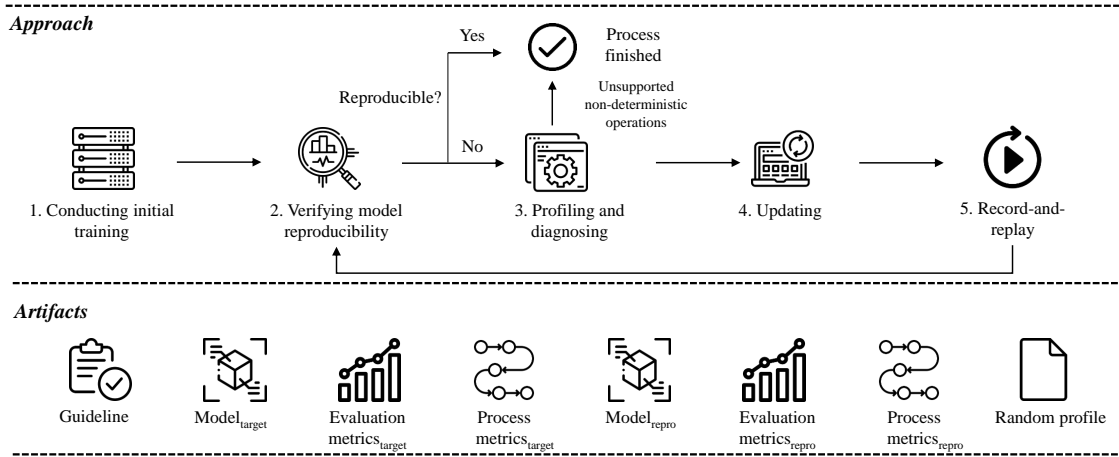 Approach
Yes
Process
finished
Reproducible?
Unsupported
non-deterministic
operations
No
1. Conducting initial
training
2. Verifying model
reproducibility
3. Profiling and
diagnosing
4. Updating
5. Record-and-
replay
Artifacts
Guideline
Modeltarget
Evaluation
metricstarget
Process
metricstarget
Modelrepro
Evaluation
metricsrepro
Process
metricsrepro
Random profile